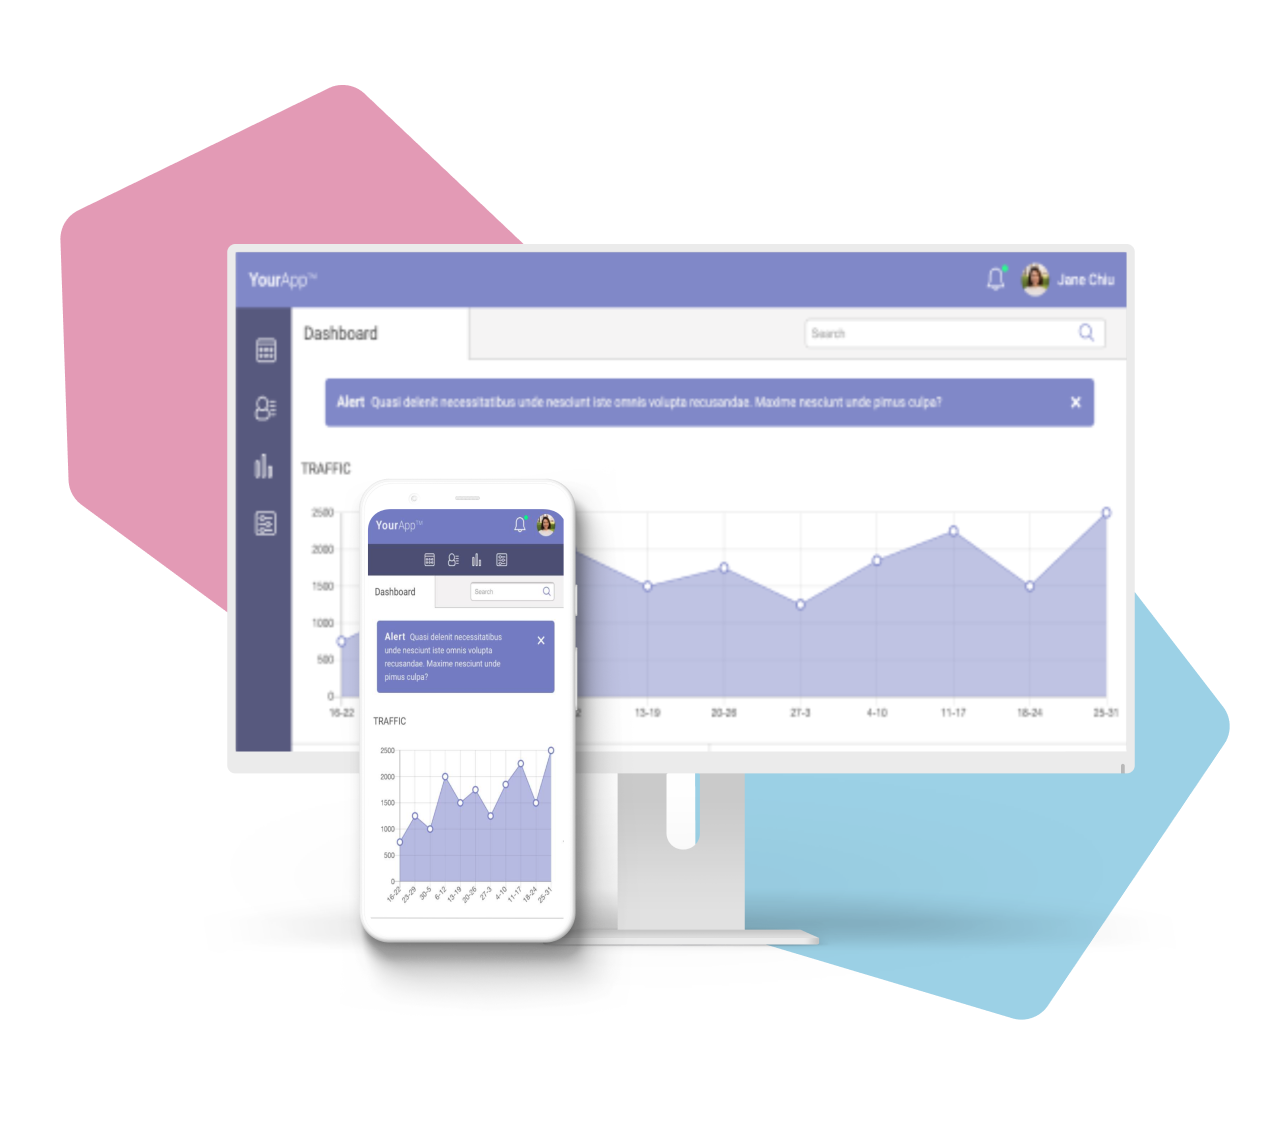 YourApp™
Jane Chiu
Dashboard
Search
Alert Quasi delenit necessitatibus unde nesciunt iste omnis volupta recusandae. Maxime nesciunt unde pimus culpa?
TRAFFIC
2500
2000
1500
1000
500
0
16-22
2
13-19
20-26
27-3
4-10
11-17
18-24
25-31
YourApp™
Dashboard
Search
Alert Quasi delenit necessitatibus
unde nesciunt iste omnis volupta
recusandae. Maxime nesciunt unde
pimus culpa?
TRAFFIC
2500
2000
1500
1000
500
0
16-22
23-29
30-5
6-12
13-19
20-26
27-3
4-10
11-17
18-24
25-31